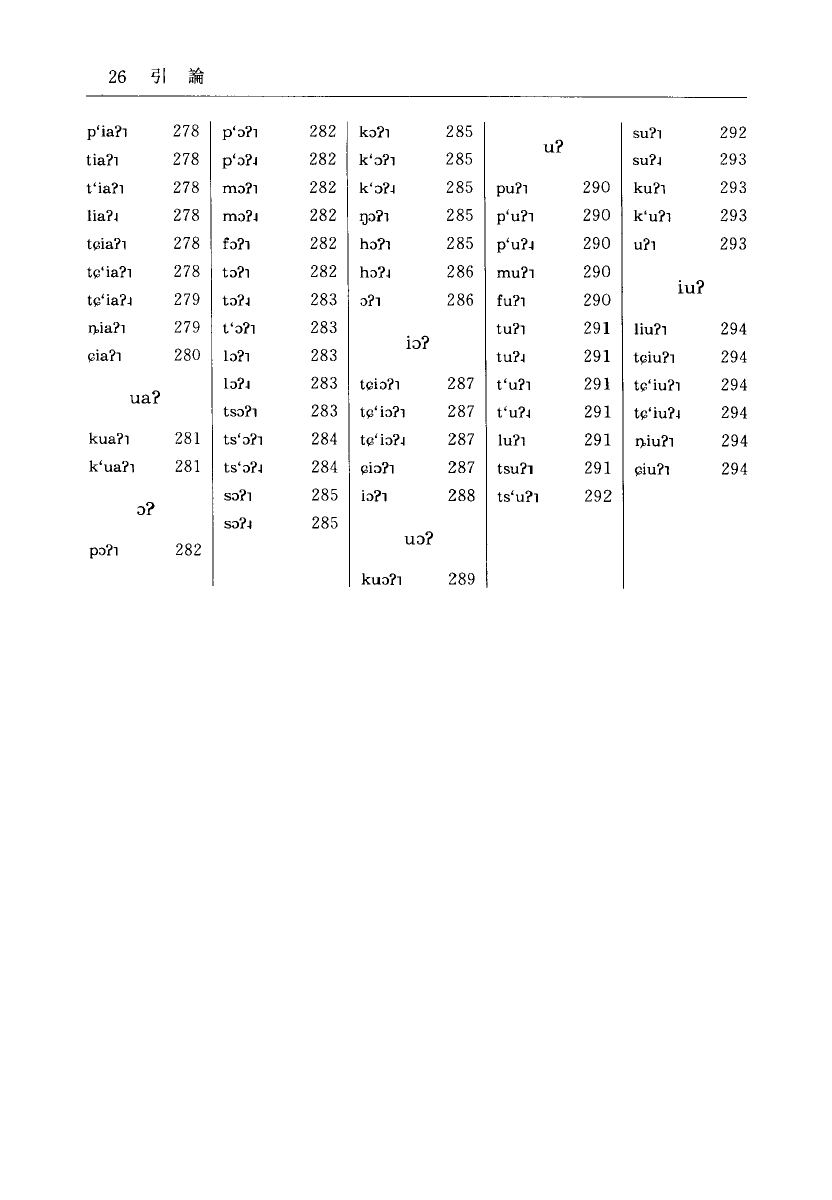 26 引 論
p‘iaʔ˥ 278
tiaʔ˥ 278
t‘iaʔ˥ 278
liaʔ˨ 278
tɕiaʔ˥ 278
tɕ‘iaʔ˥ 278
tɕ‘iaʔ˨ 279
ȵiaʔ˥ 279
ɕiaʔ˥ 280
uaʔ
kuaʔ˥ 281
k‘uaʔ˥ 281
ɔʔ
pɔʔ˥ 282
p‘ɔʔ˥ 282
p‘ɔʔ˨ 282
mɔʔ˥ 282
mɔʔ˨ 282
fɔʔ˥ 282
tɔʔ˥ 282
tɔʔ˨ 283
t‘ɔʔ˥ 283
lɔʔ˥ 283
lɔʔ˨ 283
tsɔʔ˥ 283
ts‘ɔʔ˥ 284
ts‘ɔʔ˨ 284
sɔʔ˥ 285
sɔʔ˨ 285
kɔʔ˥ 285
k‘ɔʔ˥ 285
k‘ɔʔ˨ 285
ŋɔʔ˥ 285
hɔʔ˥ 285
hɔʔ˨ 286
ɔʔ˥ 286
iɔʔ
tɕiɔʔ˥ 287
tɕ‘iɔʔ˥ 287
tɕ‘iɔʔ˨ 287
ɕiɔʔ˥ 287
iɔʔ˥ 288
uɔʔ
kuɔʔ˥ 289
uʔ
puʔ˥ 290
p‘uʔ˥ 290
p‘uʔ˨ 290
muʔ˥ 290
fuʔ˥ 290
tuʔ˥ 291
tuʔ˨ 291
t‘uʔ˥ 291
t‘uʔ˨ 291
luʔ˥ 291
tsuʔ˥ 291
ts‘uʔ˥ 292
suʔ˥ 292
suʔ˨ 293
kuʔ˥ 293
k‘uʔ˥ 293
uʔ˥ 293
iuʔ
liuʔ˥ 294
tɕiuʔ˥ 294
tɕ‘iuʔ˥ 294
tɕ‘iuʔ˨ 294
ȵiuʔ˥ 294
ɕiuʔ˥ 294